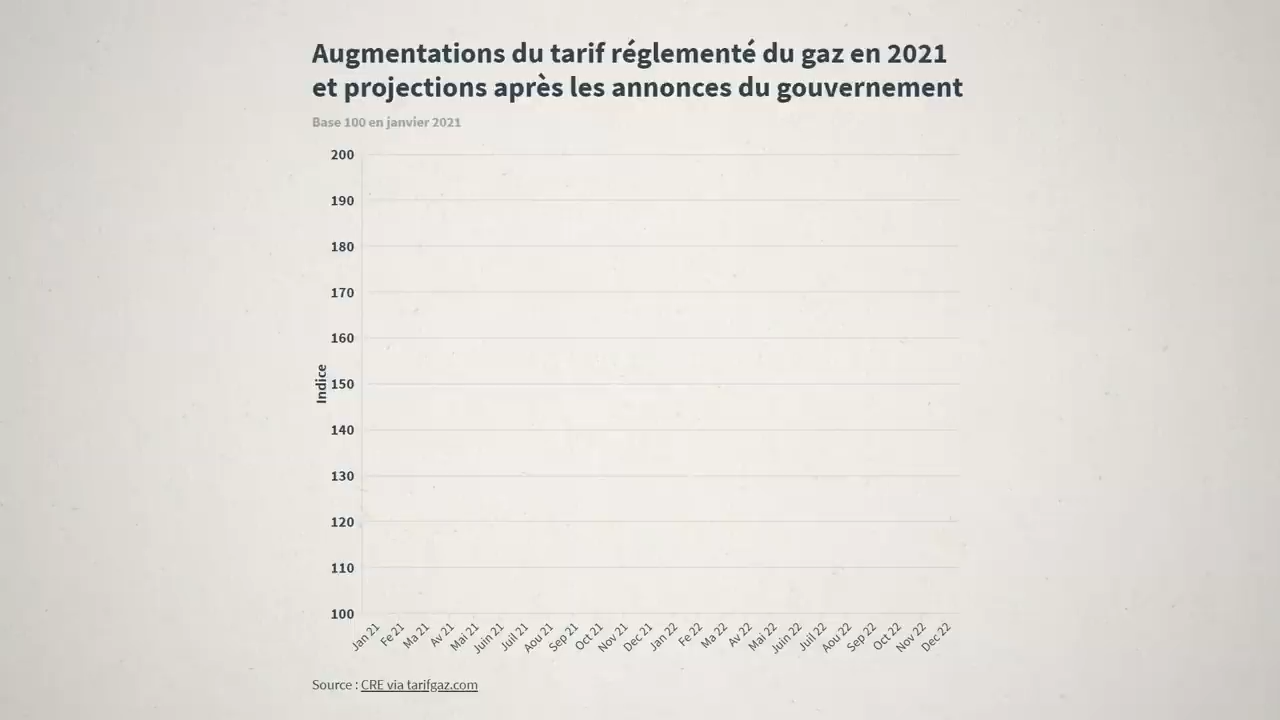 Augmentations du tarif réglementé du gaz en 2021
et projections après les annonces du gouvernement
Base 100 en janvier 2021
200
190
180
170
160
150
140
130
120
110
100
Indice
Jan 21
Fe 21
Ma 21
Av 21
Mai 21
Juin 21
Juil 21
Aou 21
Sep 21
Oct 21
Nov 21
Dec 21
Jan 22
Fe 22
Ma 22
Av 22
Mai 22
Juin 22
Juil 22
Aou 22
Sep 22
Oct 22
Nov 22
Dec 22
Source : CRE via tarifgaz.com